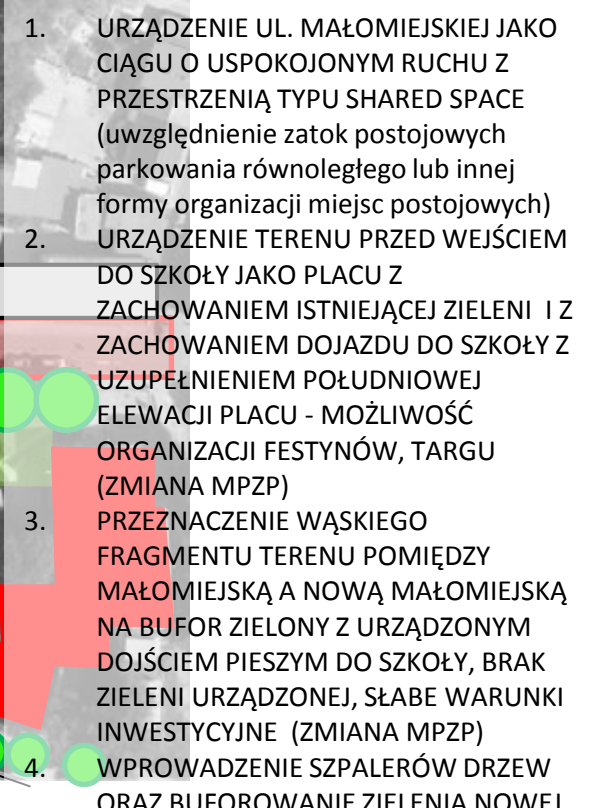 1. URZĄDZENIE UL. MAŁOMIEJSKIEJ JAKO
CIĄGU O USPOKOJONYM RUCHU Z
PRZESTRZENIĄ TYPU SHARED SPACE
(uwzględnienie zatok postojowych
parkowania równoległego lub innej
formy organizacji miejsc postojowych)
2. URZĄDZENIE TERENU PRZED WEJŚCIEM
DO SZKOŁY JAKO PLACU Z
ZACHOWANIEM ISTNIEJĄCEJ ZIELENI I Z
ZACHOWANIEM DOJAZDU DO SZKOŁY Z
UZUPEŁNIENIEM POŁUDNIOWEJ
ELEWACJI PLACU - MOŻLIWOŚĆ
ORGANIZACJI FESTYNÓW, TARGU
(ZMIANA MPZP)
3. PRZEZNACZENIE WĄSKIEGO
FRAGMENTU TERENU POMIĘDZY
MAŁOMIEJSKĄ A NOWĄ MAŁOMIEJSKĄ
NA BUFOR ZIELONY Z URZĄDZONYM
DOJŚCIEM PIESZYM DO SZKOŁY, BRAK
ZIELENI URZĄDZONEJ, SŁABE WARUNKI
INWESTYCYJNE (ZMIANA MPZP)
4. WPROWADZENIE SZPALERÓW DRZEW
ORAZ BUFOROWANIE ZIELENIĄ NOWEJ